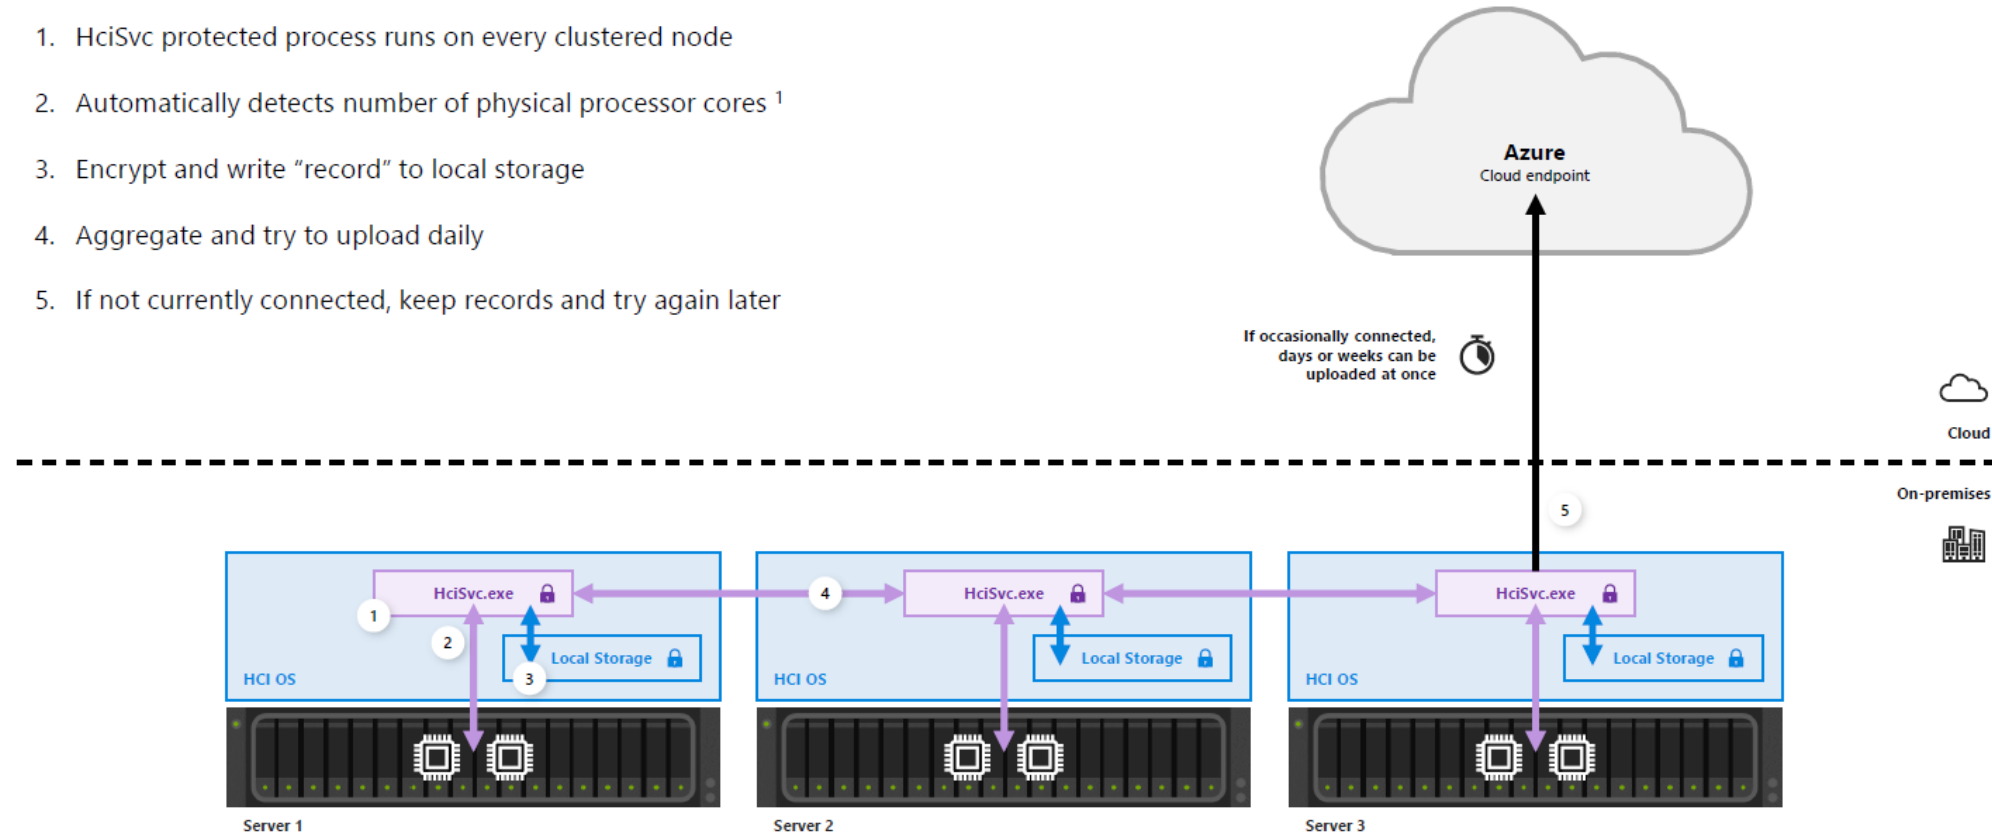 1. HciSvc protected process runs on every clustered node
2. Automatically detects number of physical processor cores 1
3. Encrypt and write “record” to local storage
4. Aggregate and try to upload daily
5. If not currently connected, keep records and try again later
Azure
Cloud endpoint
If occasionally connected,
days or weeks can be
uploaded at once
Cloud
On-premises
5
HciSvc.exe
4
HciSvc.exe
HciSvc.exe
1
2
Local Storage
Local Storage
Local Storage
3
HCI OS
HCI OS
HCI OS
Server 1
Server 2
Server 3